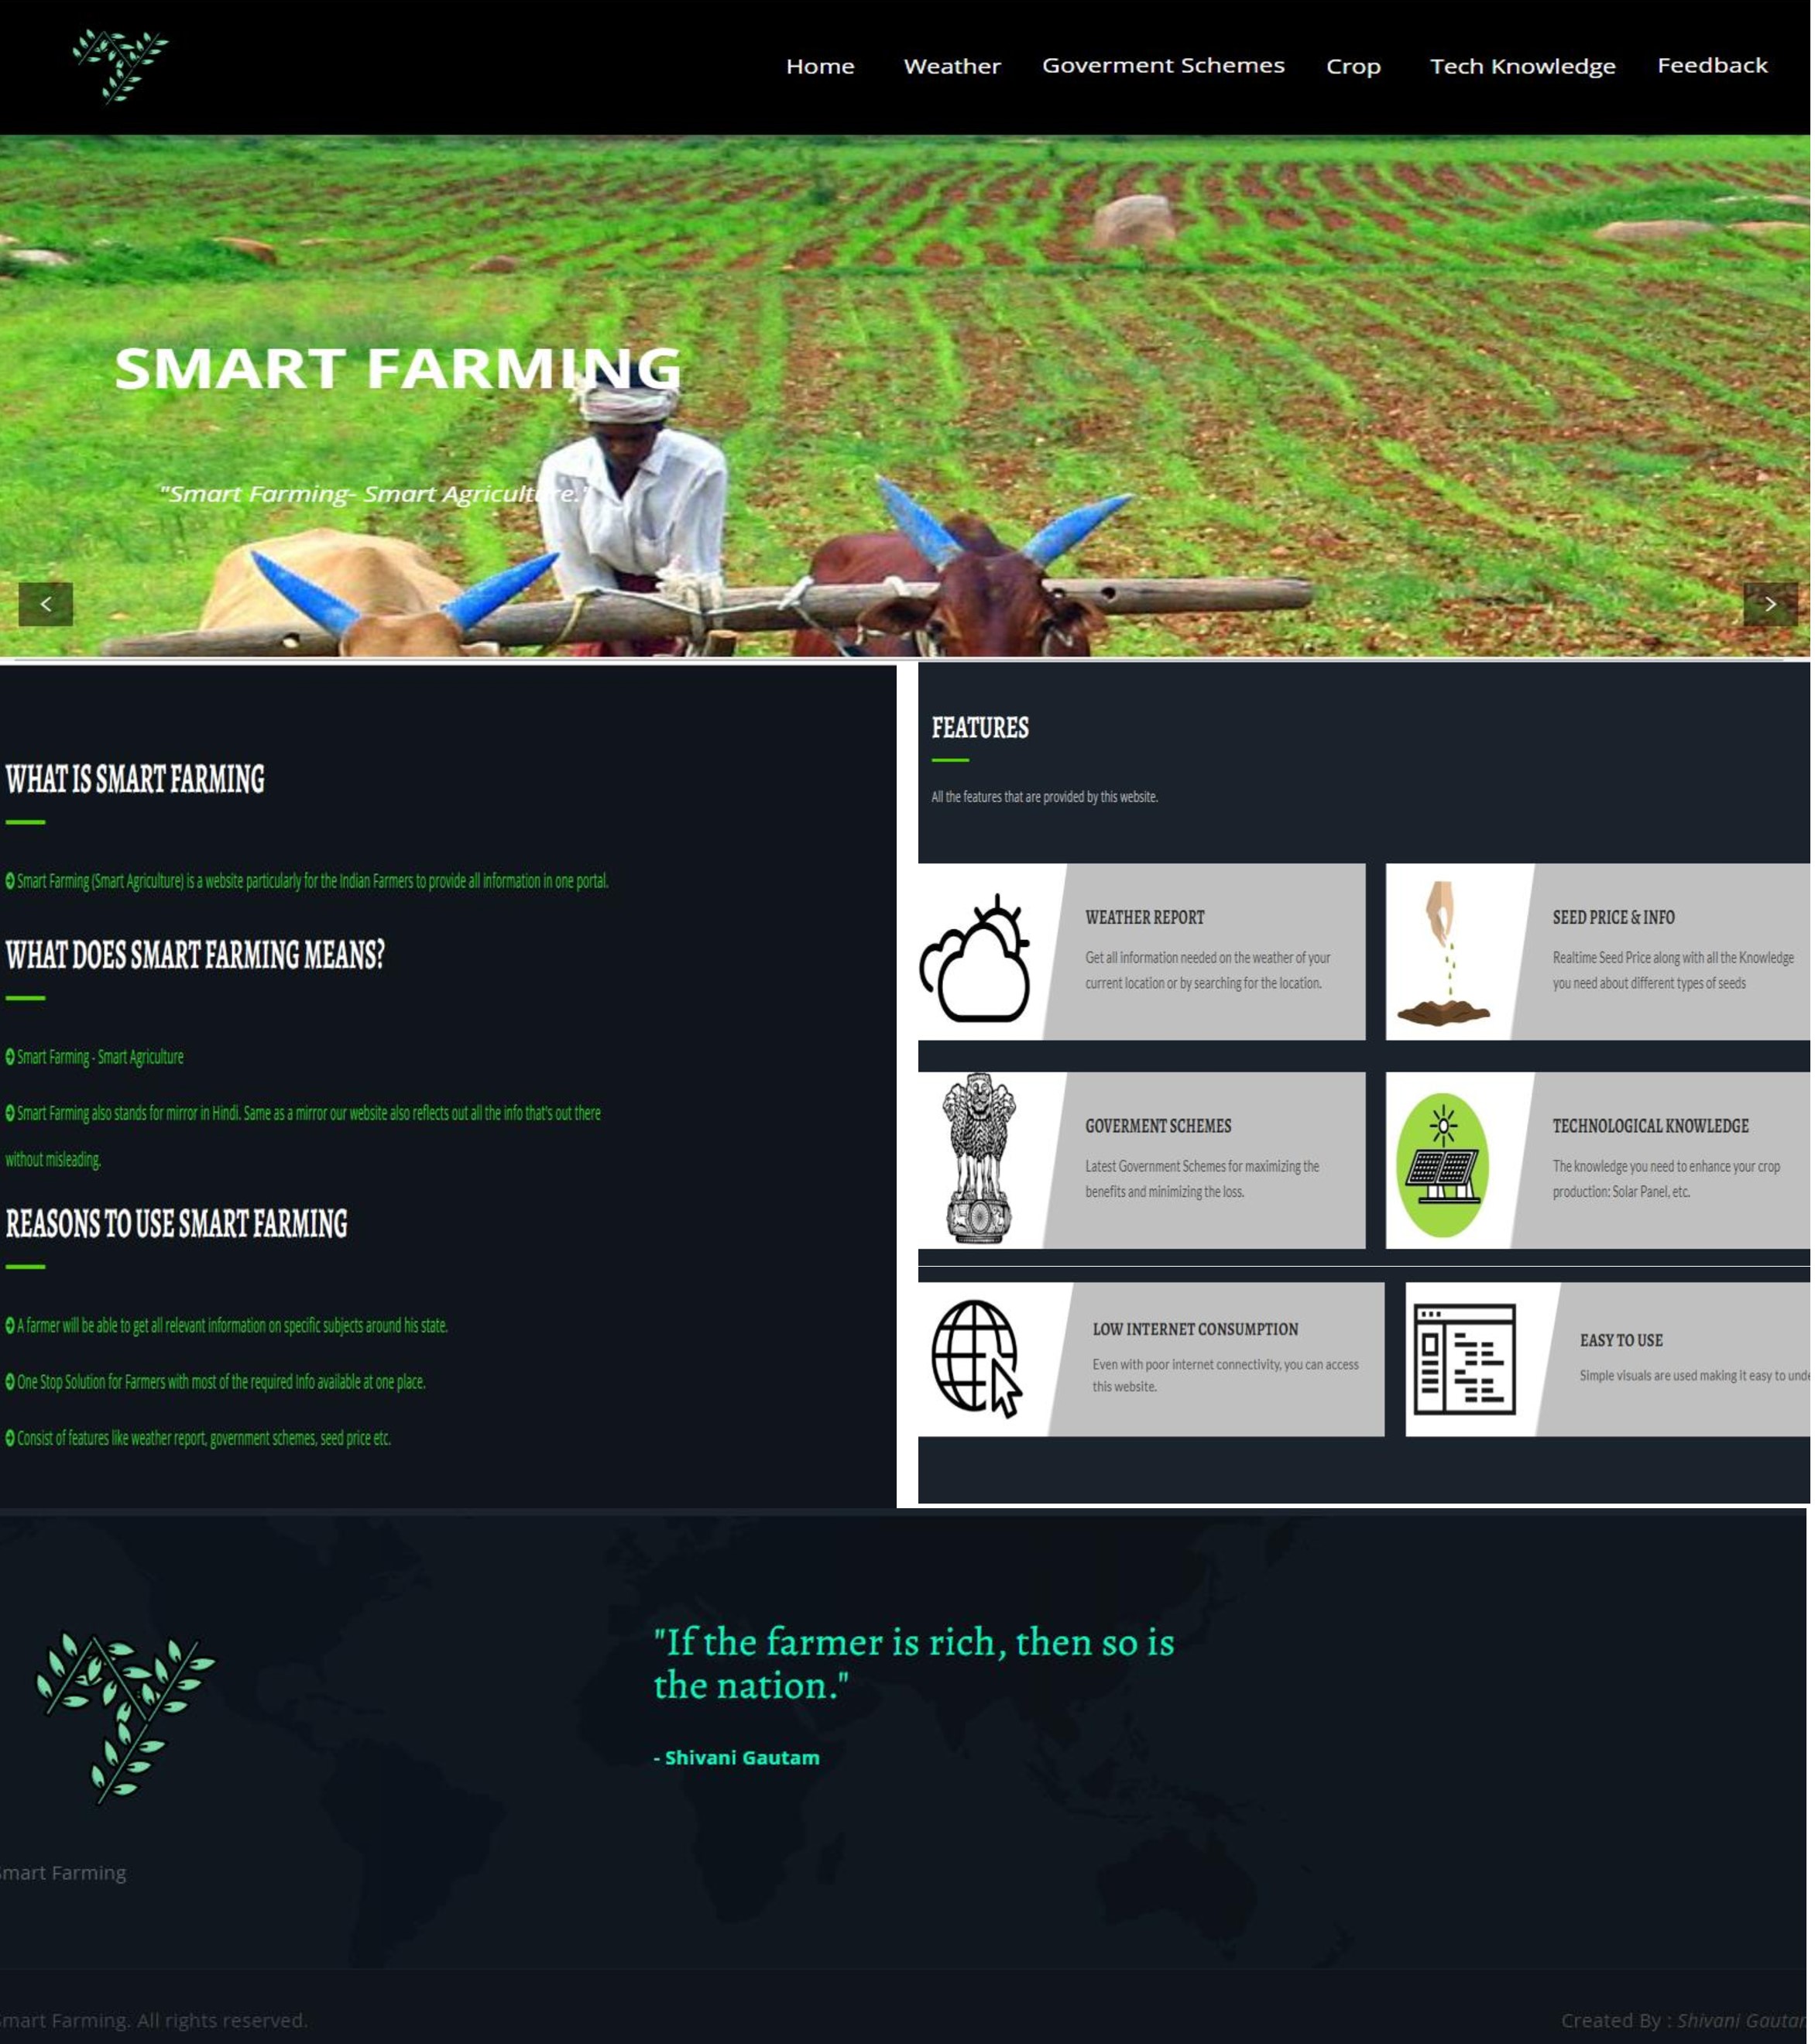 Home Weather Goverment Schemes Crop Tech Knowledge Feedback
SMART FARMING
"Smart Farming- Smart Agriculture."
WHAT IS SMART FARMING
Smart Farming (Smart Agriculture) is a website particularly for the Indian Farmers to provide all information in one portal.
WHAT DOES SMART FARMING MEANS?
Smart Farming - Smart Agriculture
Smart Farming also stands for mirror in Hindi. Same as a mirror our website also reflects out all the info that's out there
without misleading.
REASONS TO USE SMART FARMING
A farmer will be able to get all relevant information on specific subjects around his state.
One Stop Solution for Farmers with most of the required Info available at one place.
Consist of features like weather report, government schemes, seed price etc.
FEATURES
All the features that are provided by this website.
WEATHER REPORT
Get all information needed on the weather of your
current location or by searching for the location.
SEED PRICE & INFO
Realtime Seed Price along with all the Knowledge
you need about different types of seeds
GOVERMENT SCHEMES
Latest Government Schemes for maximizing the
benefits and minimizing the loss.
TECHNOLOGICAL KNOWLEDGE
The knowledge you need to enhance your crop
production: Solar Panel, etc.
LOW INTERNET CONSUMPTION
Even with poor internet connectivity, you can access
this website.
EASY TO USE
Simple visuals are used making it easy to unde
"If the farmer is rich, then so is
the nation."
- Shivani Gautam
mart Farming
mart Farming. All rights reserved.
Created By : Shivani Gautam